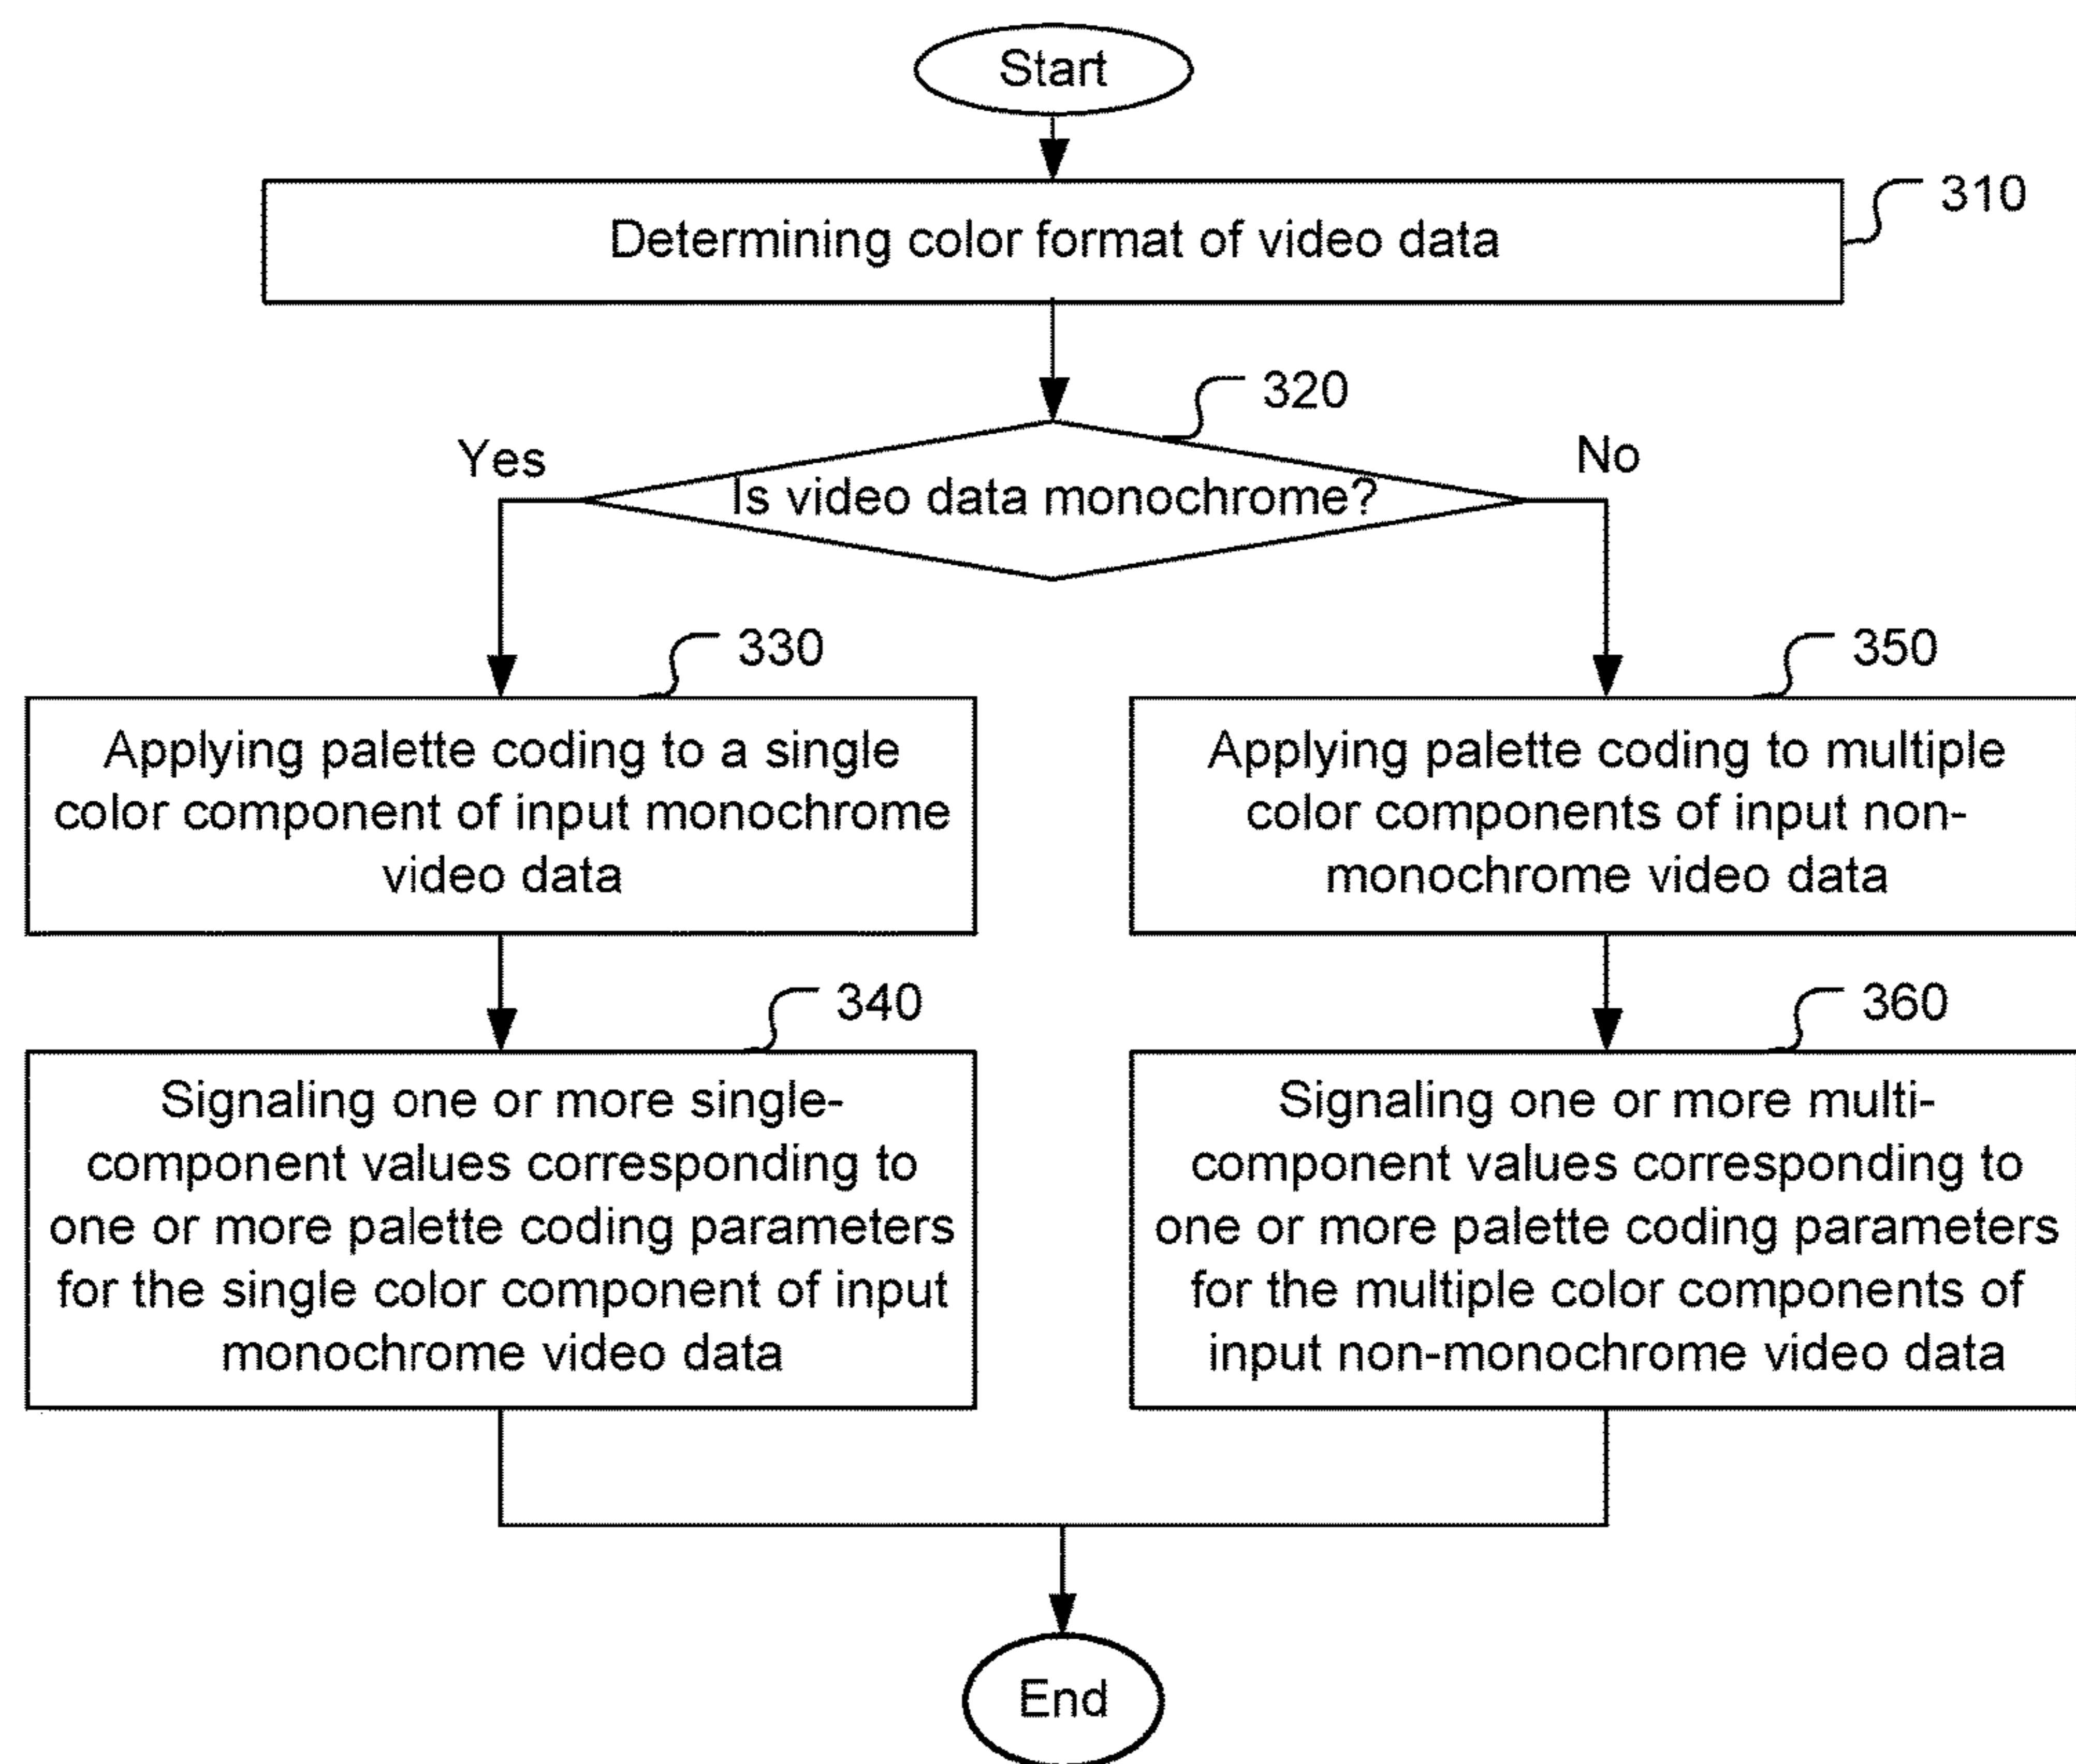 Start
310
Determining color format of video data
320
Yes
No
Is video data monochrome?
330
Applying palette coding to a single
color component of input monochrome
video data
340
Signaling one or more single-
component values corresponding to
one or more palette coding parameters
for the single color component of input
monochrome video data
350
Applying palette coding to multiple
color components of input non-
monochrome video data
360
Signaling one or more multi-
component values corresponding to
one or more palette coding parameters
for the multiple color components of
input non-monochrome video data
End